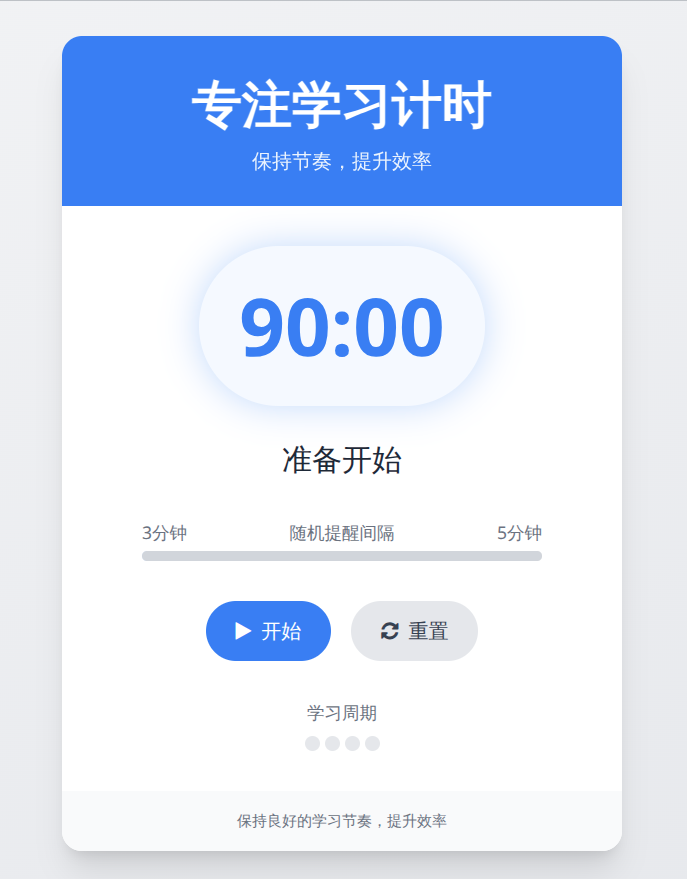 专注学习计时
保持节奏，提升效率
90:00
准备开始
3分钟 随机提醒间隔 5分钟
开始 重置
学习周期
保持良好的学习节奏，提升效率